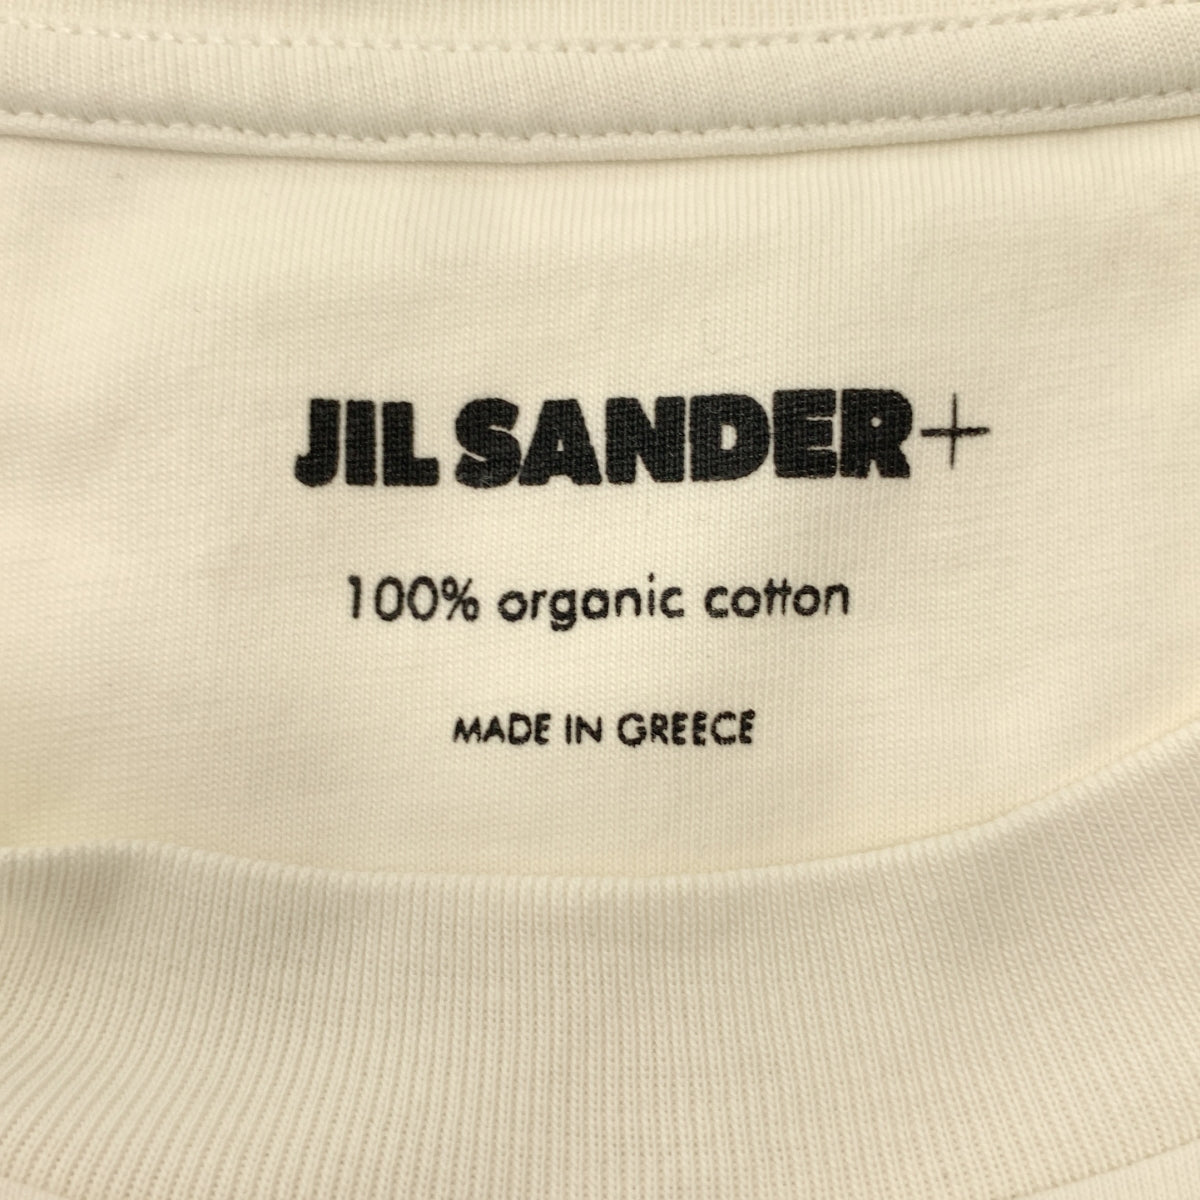 JIL SANDER+
100% organic cotton
MADE IN GREECE